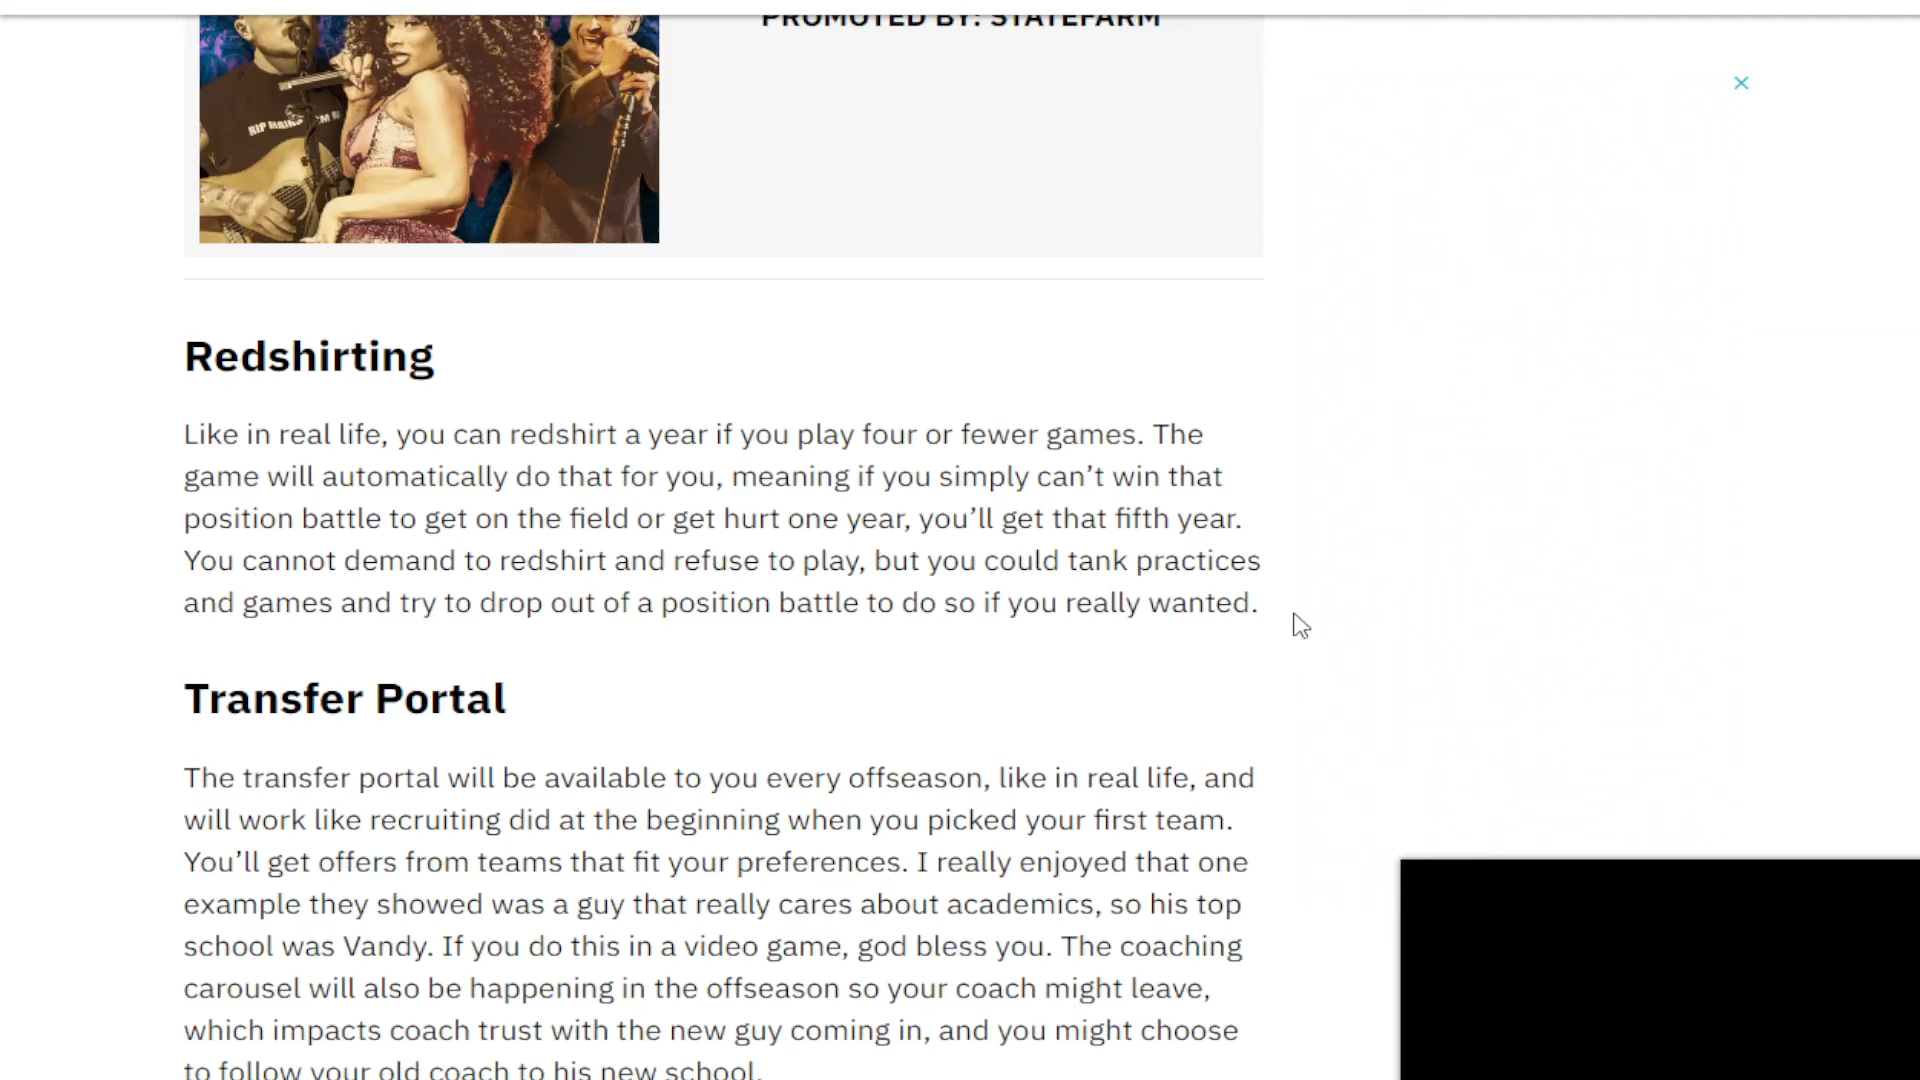 PROMOTED BY: STATEFARM
RIP MAINS
Redshirting
Like in real life, you can redshirt a year if you play four or fewer games. The
game will automatically do that for you, meaning if you simply can’t win that
position battle to get on the field or get hurt one year, you’ll get that fifth year.
You cannot demand to redshirt and refuse to play, but you could tank practices
and games and try to drop out of a position battle to do so if you really wanted.
Transfer Portal
The transfer portal will be available to you every offseason, like in real life, and
will work like recruiting did at the beginning when you picked your first team.
You’ll get offers from teams that fit your preferences. I really enjoyed that one
example they showed was a guy that really cares about academics, so his top
school was Vandy. If you do this in a video game, god bless you. The coaching
carousel will also be happening in the offseason so your coach might leave,
which impacts coach trust with the new guy coming in, and you might choose
to follow your old coach to his new school.